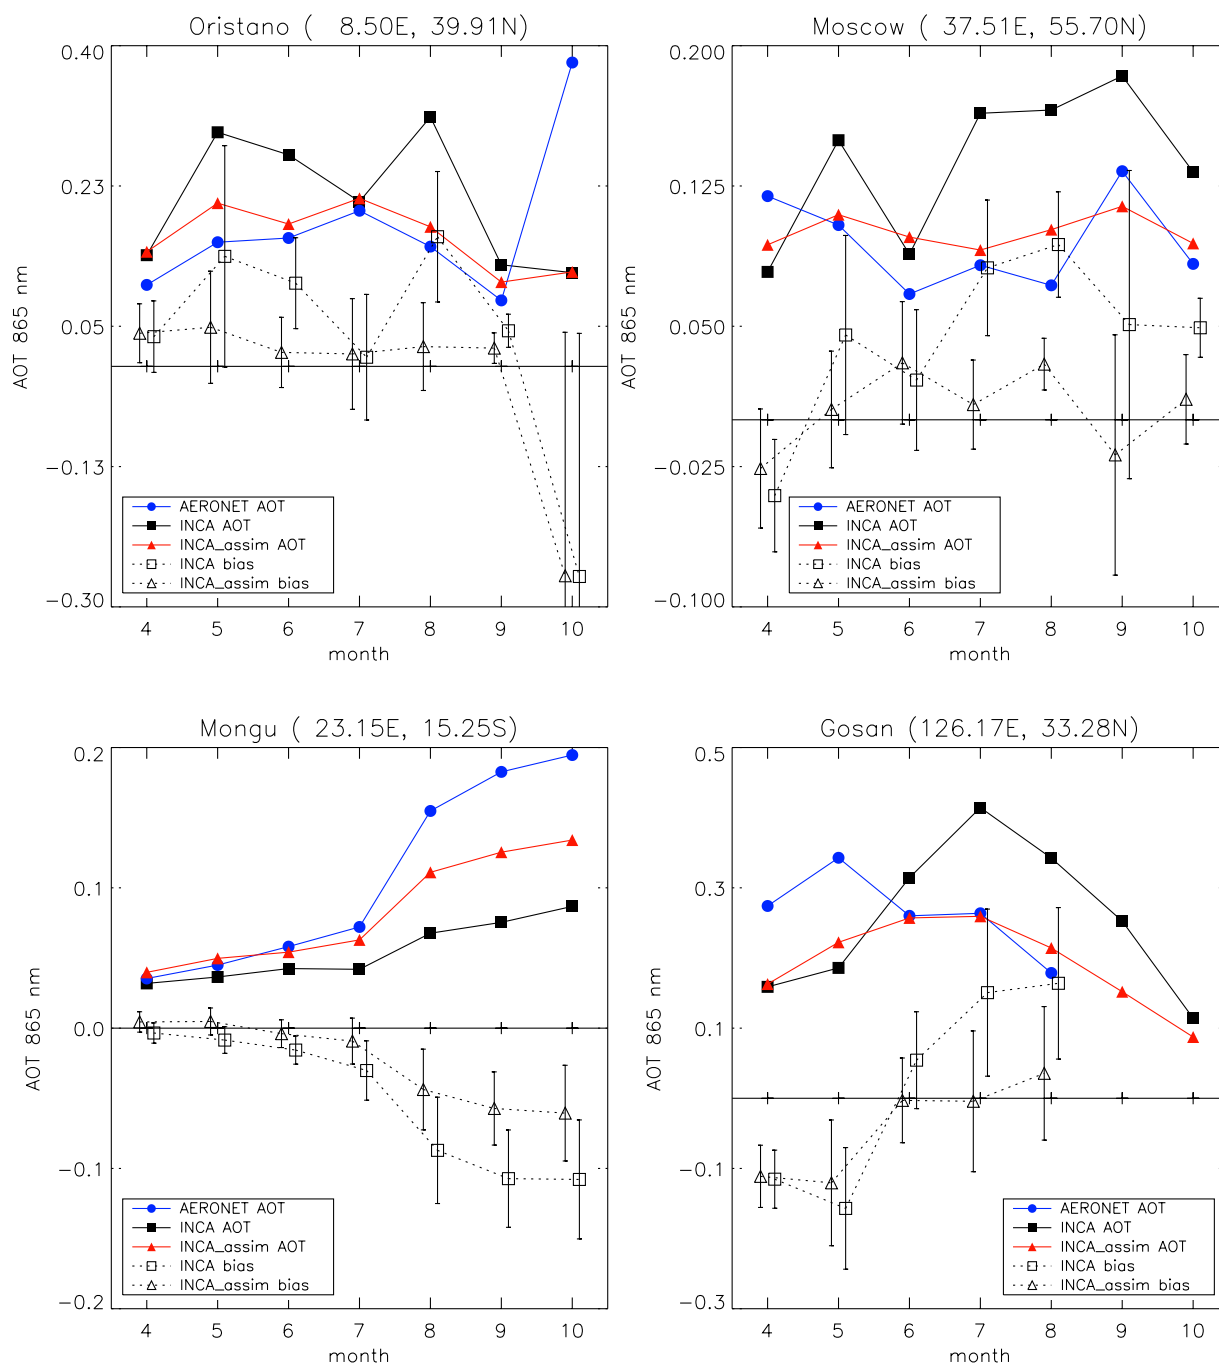 Oristano ( 8.50E, 39.91N)
0.40
0.23
0.05
-0.13
-0.30
AOT 865 nm
AERONET AOT
INCA AOT
INCA_assim AOT
INCA bias
INCA_assim bias
4 5 6 7 8 9 10
month
Moscow ( 37.51E, 55.70N)
0.200
0.125
0.050
-0.025
-0.100
AOT 865 nm
AERONET AOT
INCA AOT
INCA_assim AOT
INCA bias
INCA_assim bias
4 5 6 7 8 9 10
month
Mongu ( 23.15E, 15.25S)
0.2
0.1
0.0
-0.1
-0.2
AOT 865 nm
AERONET AOT
INCA AOT
INCA_assim AOT
INCA bias
INCA_assim bias
4 5 6 7 8 9 10
month
Gosan (126.17E, 33.28N)
0.5
0.3
0.1
-0.1
-0.3
AOT 865 nm
AERONET AOT
INCA AOT
INCA_assim AOT
INCA bias
INCA_assim bias
4 5 6 7 8 9 10
month